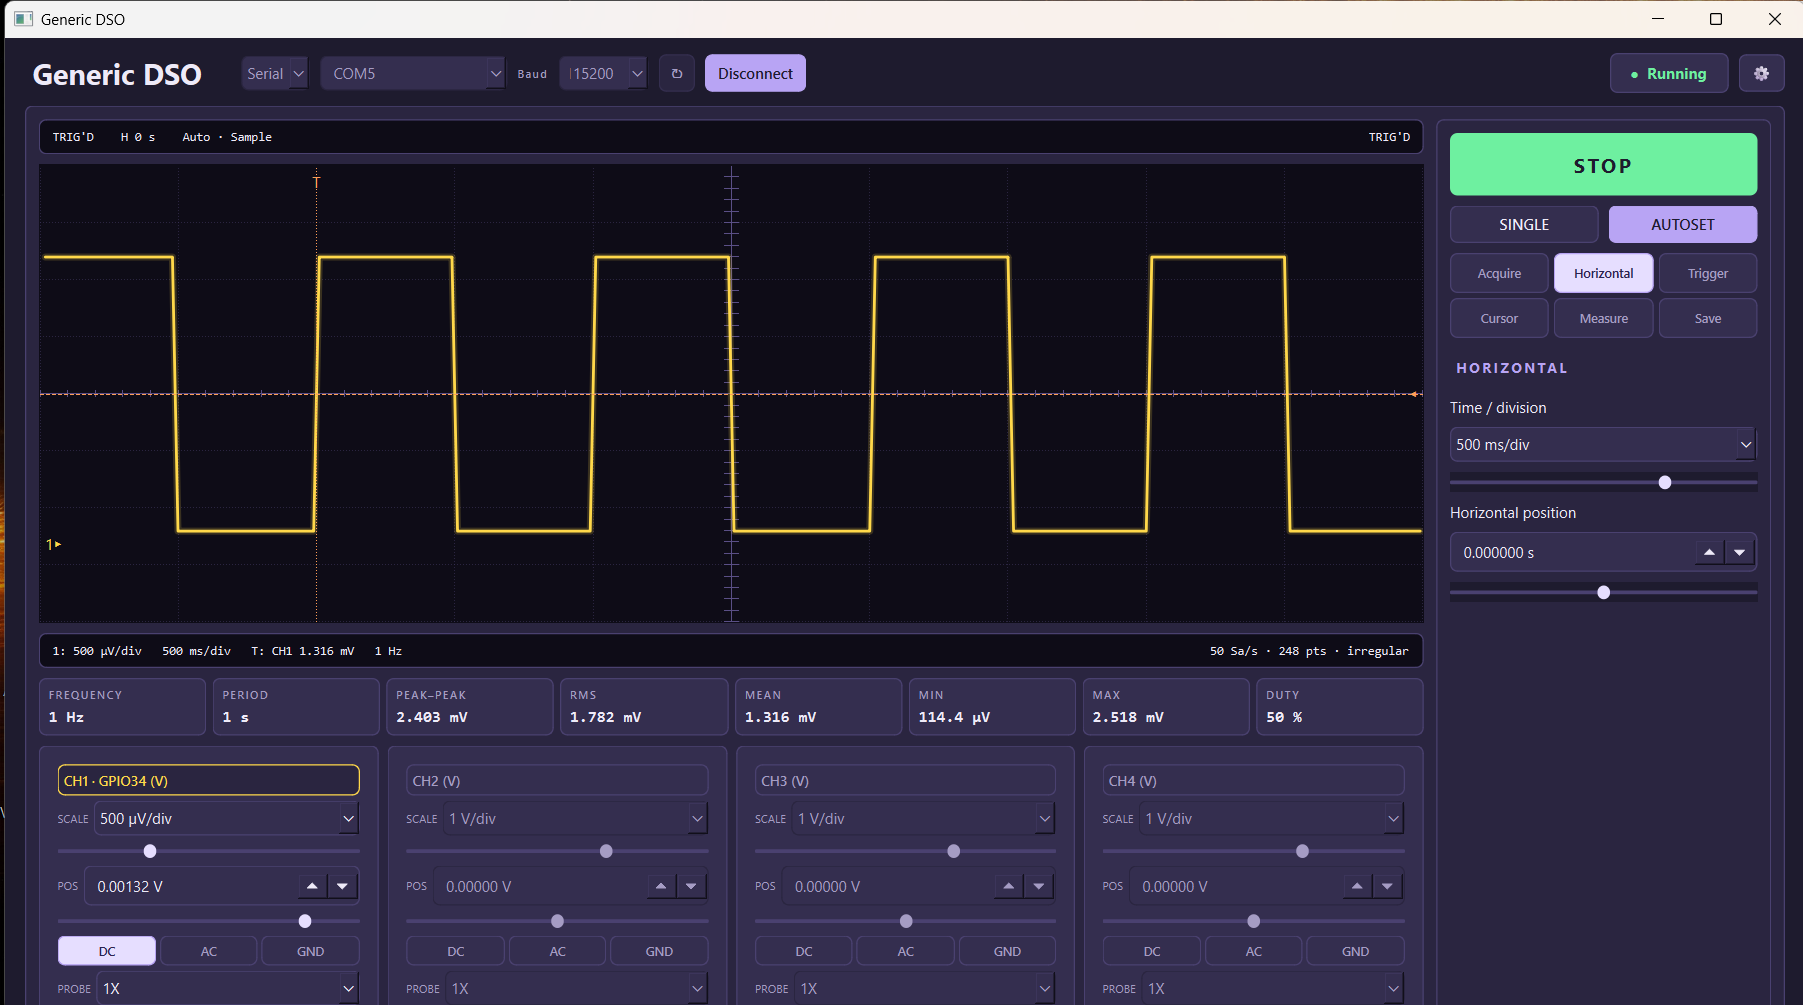 Generic DSO
Generic DSO Serial COM5 Baud 115200 ↻ Disconnect ● Running
TRIG'D H 0 s Auto · Sample TRIG'D
T
1
1: 500 µV/div 500 ms/div T: CH1 1.316 mV 1 Hz 50 Sa/s · 248 pts · irregular
FREQUENCY PERIOD PEAK–PEAK RMS MEAN MIN MAX DUTY
1 Hz 1 s 2.403 mV 1.782 mV 1.316 mV 114.4 µV 2.518 mV 50 %
CH1 · GPIO34 (V)
SCALE 500 µV/div
POS 0.00132 V
DC AC GND
PROBE 1X
CH2 (V)
SCALE 1 V/div
POS 0.00000 V
DC AC GND
PROBE 1X
CH3 (V)
SCALE 1 V/div
POS 0.00000 V
DC AC GND
PROBE 1X
CH4 (V)
SCALE 1 V/div
POS 0.00000 V
DC AC GND
PROBE 1X
STOP
SINGLE AUTOSET
Acquire Horizontal Trigger
Cursor Measure Save
HORIZONTAL
Time / division
500 ms/div
Horizontal position
0.000000 s